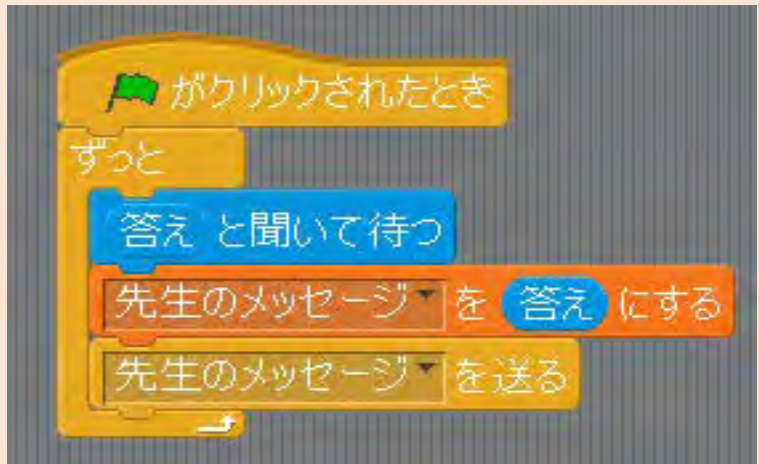 がクリックされたとき
ずっと
答え と聞いて待つ
先生のメッセージ を 答え にする
先生のメッセージ を送る